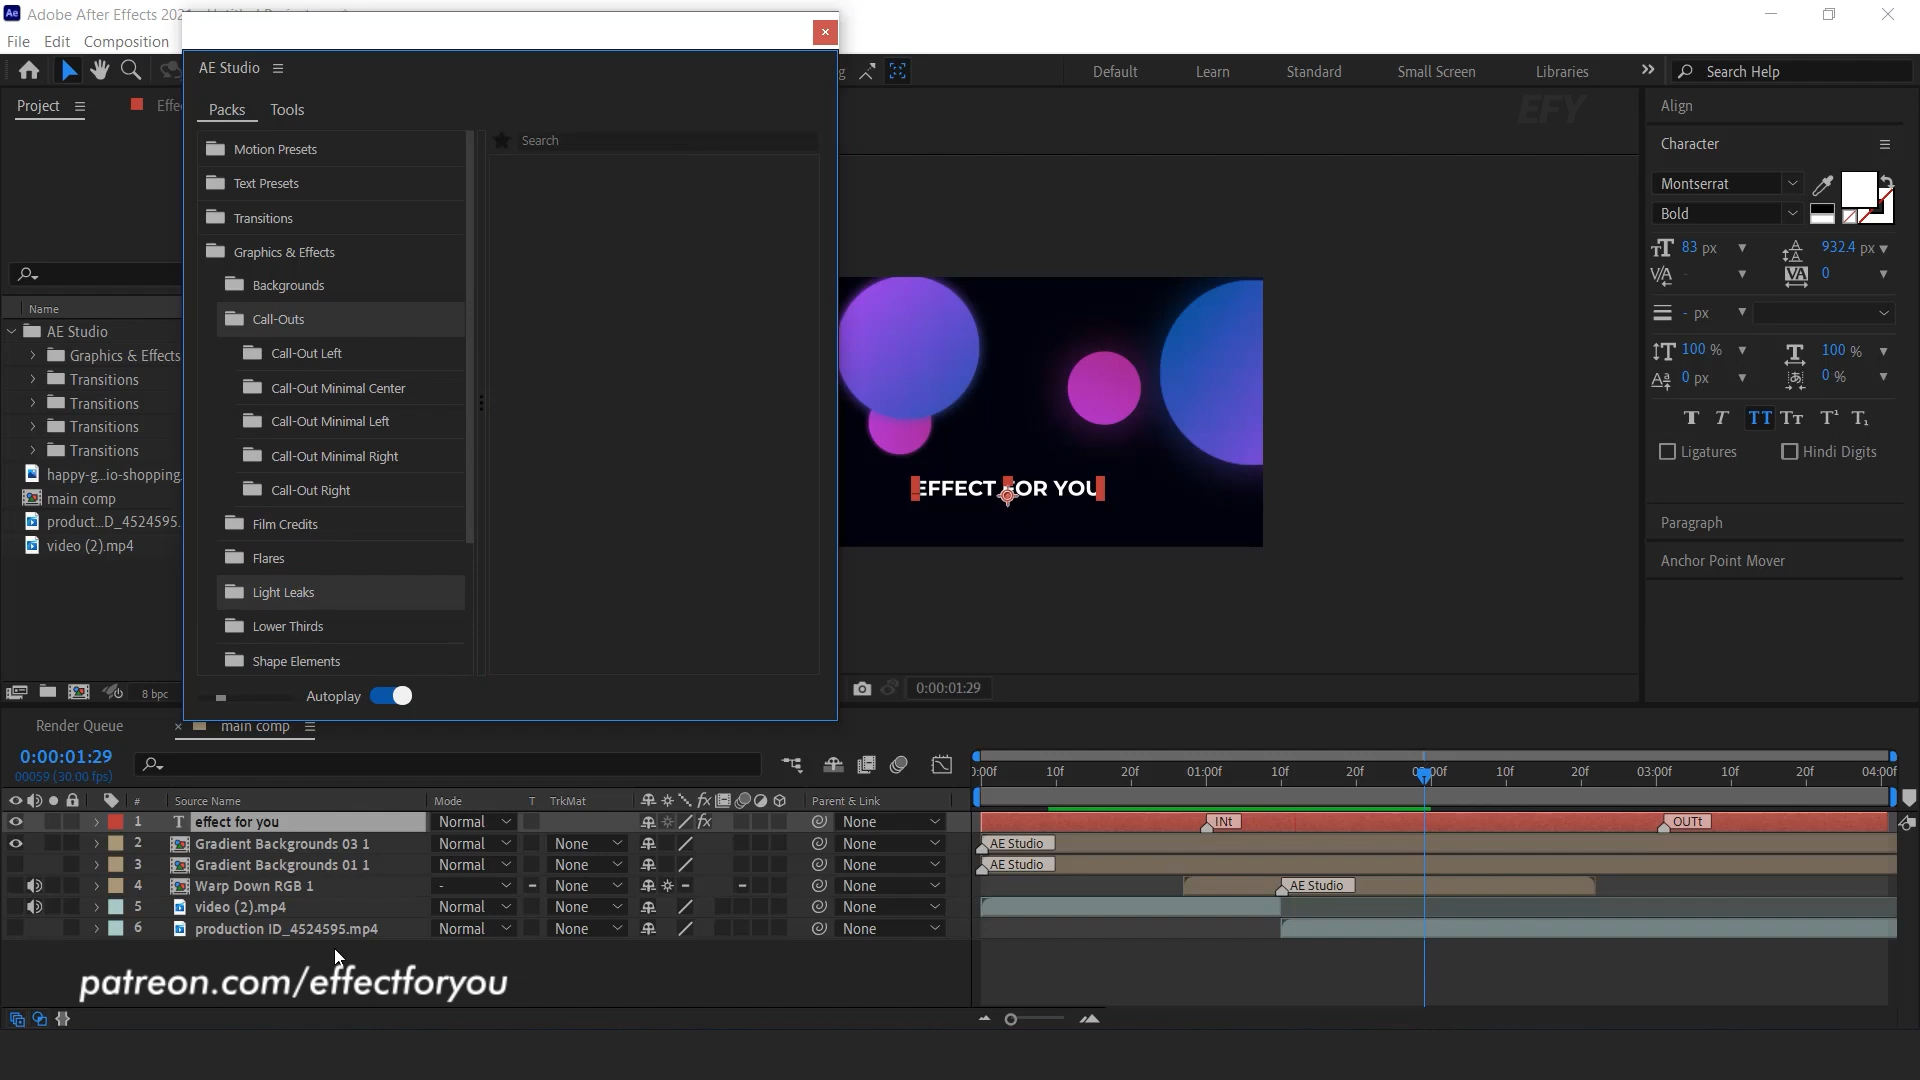 Ae Adobe After Effects 202
File Edit Composition
AE Studio
Default Learn Standard Small Screen Libraries Search Help
Project Effec
Packs Tools
Search
Motion Presets
Text Presets
Transitions
Graphics & Effects
Backgrounds
Call-Outs
Call-Out Left
Call-Out Minimal Center
Call-Out Minimal Left
Call-Out Minimal Right
Call-Out Right
Film Credits
Flares
Light Leaks
Lower Thirds
Shape Elements
Autoplay
Name
AE Studio
Graphics & Effects
Transitions
Transitions
Transitions
Transitions
happy-g...io-shopping
main comp
product...D_4524595.
video (2).mp4
8 bpc
EFY
EFFECT FOR YOU
0:00:01:29
Align
Character
Montserrat
Bold
83 px 932.4 px
- 0
- px
100 % 100 %
0 px 0 %
Ligatures Hindi Digits
Paragraph
Anchor Point Mover
Render Queue main comp
0:00:01:29
00059 (30.00 fps)
0:00f 10f 20f 01:00f 10f 20f 10f 20f 03:00f 10f 20f 04:00f
# Source Name Mode T TrkMat Parent & Link
1 T effect for you Normal None INt OUTt
2 Gradient Backgrounds 03 1 Normal None None AE Studio
3 Gradient Backgrounds 01 1 Normal None None AE Studio
4 Warp Down RGB 1 - None None AE Studio
5 video (2).mp4 Normal None None
6 production ID_4524595.mp4 Normal None None
patreon.com/effectforyou